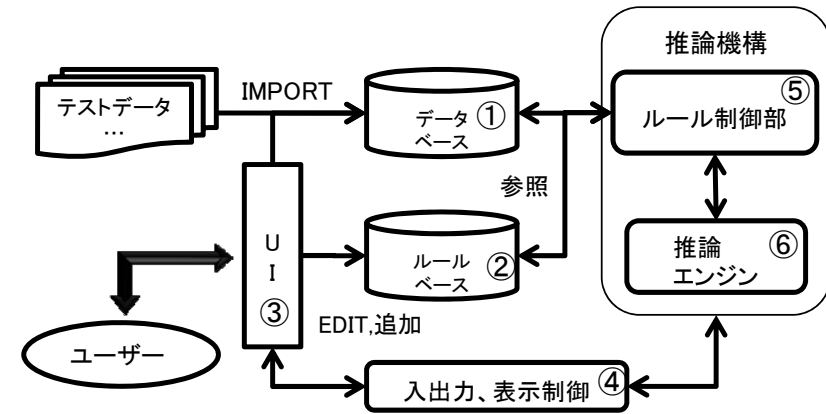 推論機構
テストデータ
…
IMPORT
データ
ベース
①
ルール制御部
⑤
参照
U
I
③
ルール
ベース
②
推論
エンジン
⑥
EDIT,追加
ユーザー
入出力、表示制御
④